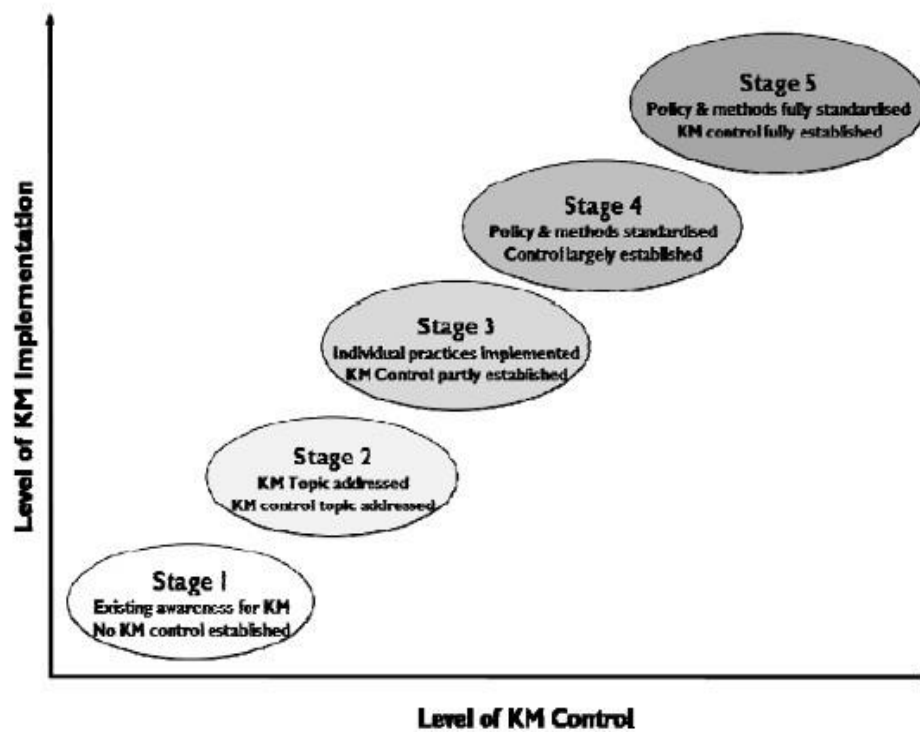 Stage 5
Policy & methods fully standardised
KM control fully established
Stage 4
Policy & methods standardised
Control largely established
Stage 3
Individual practices implemented
KM Control partly established
Stage 2
KM Topic addressed
KM control topic addressed
Stage 1
Existing awareness for KM
No KM control established
Level of KM Implementation
Level of KM Control